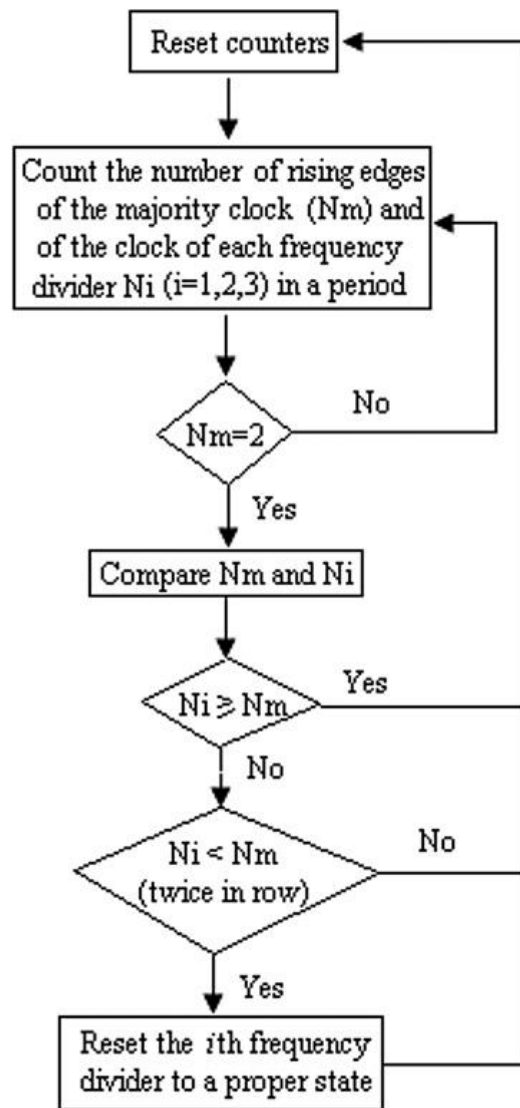 Reset counters
Count the number of rising edges
of the majority clock (Nm) and
of the clock of each frequency
divider Ni (i=1,2,3) in a period
No
Nm=2
Yes
Compare Nm and Ni
Yes
Ni ≥ Nm
No
Ni < Nm
(twice in row)
No
Yes
Reset the ith frequency
divider to a proper state